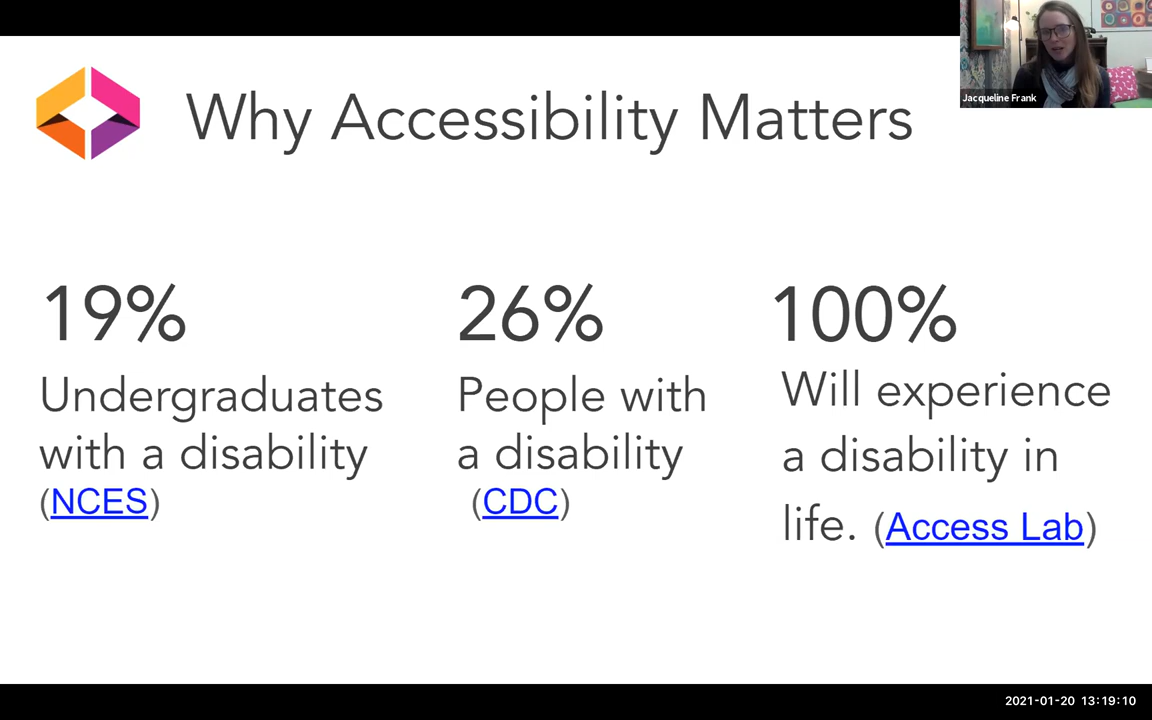 Why Accessibility Matters
Jacqueline Frank
19%
Undergraduates
with a disability
(NCES)
26%
People with
a disability
(CDC)
100%
Will experience
a disability in
life. (Access Lab)
2021-01-20 13:19:10